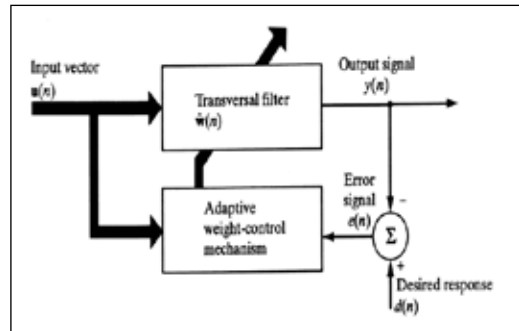 Input vector
u(n)
Transversal filter
ŵ(n)
Output signal
y(n)
Adaptive
weight-control
mechanism
Error
signal
e(n)
−
Σ
+
Desired response
d(n)